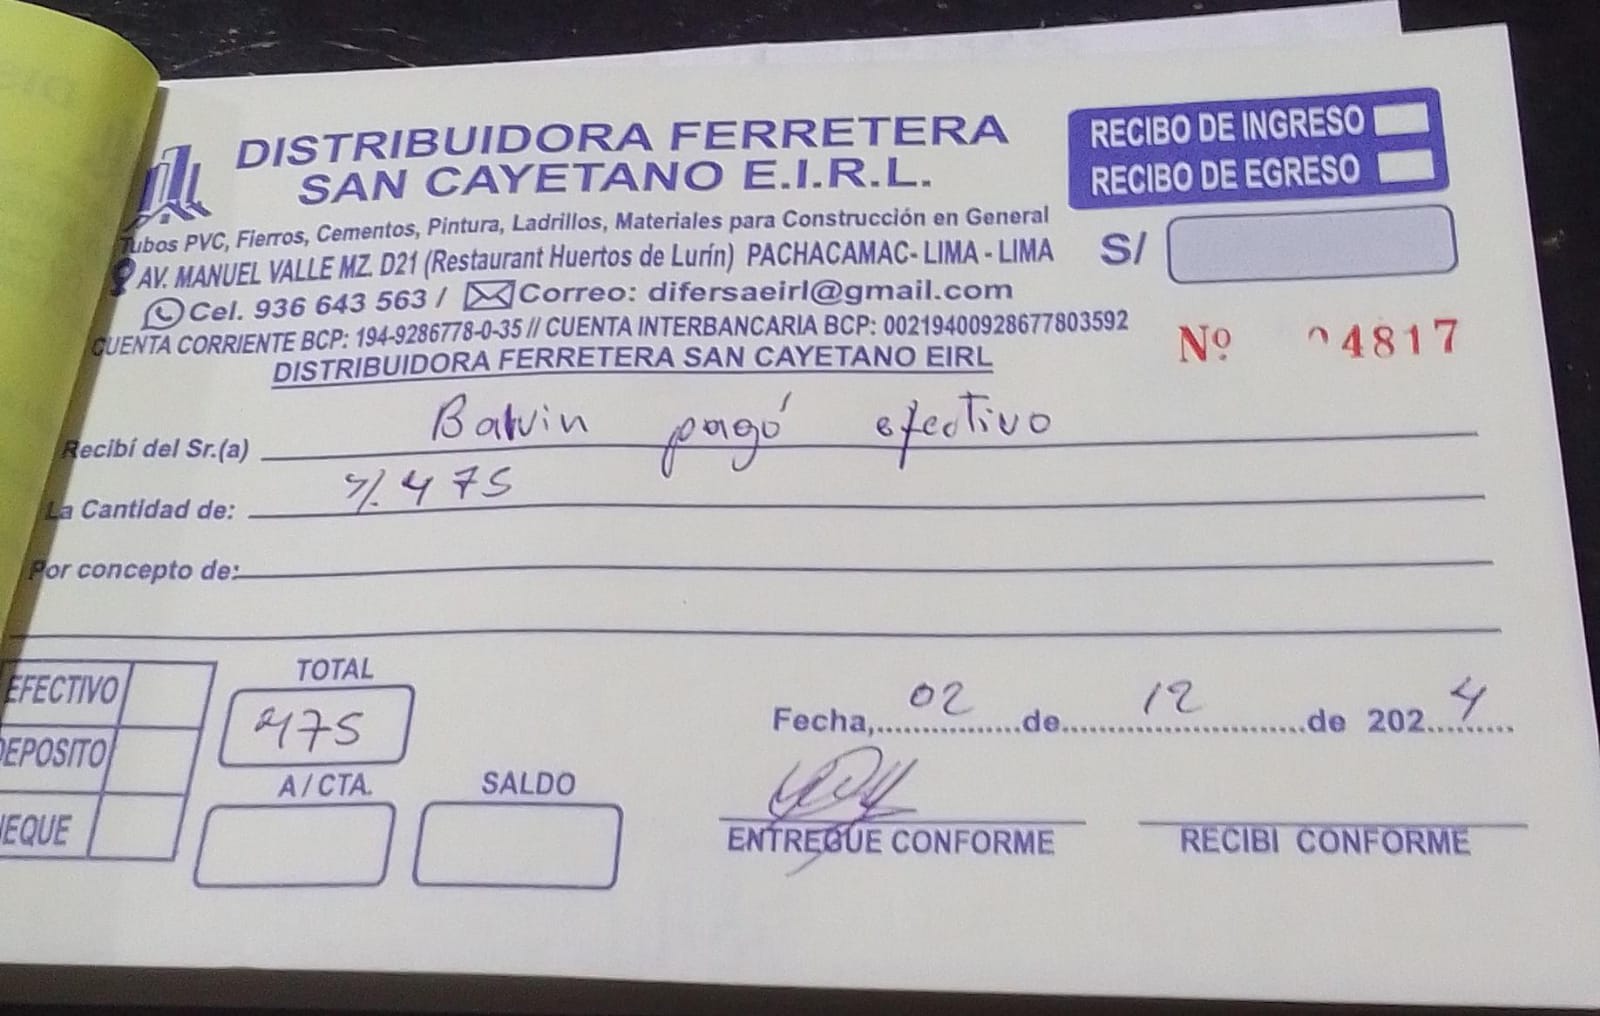 DISTRIBUIDORA FERRETERA
SAN CAYETANO E.I.R.L.
Tubos PVC, Fierros, Cementos, Pintura, Ladrillos, Materiales para Construcción en General
AV. MANUEL VALLE MZ. D21 (Restaurant Huertos de Lurín) PACHACAMAC- LIMA - LIMA
Cel. 936 643 563 / Correo: difersaeirl@gmail.com
CUENTA CORRIENTE BCP: 194-9286778-0-35 // CUENTA INTERBANCARIA BCP: 00219400928677803592
DISTRIBUIDORA FERRETERA SAN CAYETANO EIRL
RECIBO DE INGRESO
RECIBO DE EGRESO
S/
Nº 04817
Recibí del Sr.(a) Balvin pagó efectivo
La Cantidad de: S/. 475
Por concepto de:
EFECTIVO
DEPOSITO
HEQUE
TOTAL
475
A / CTA.
SALDO
Fecha, 02 de 12 de 2024
ENTREGUE CONFORME
RECIBI CONFORME